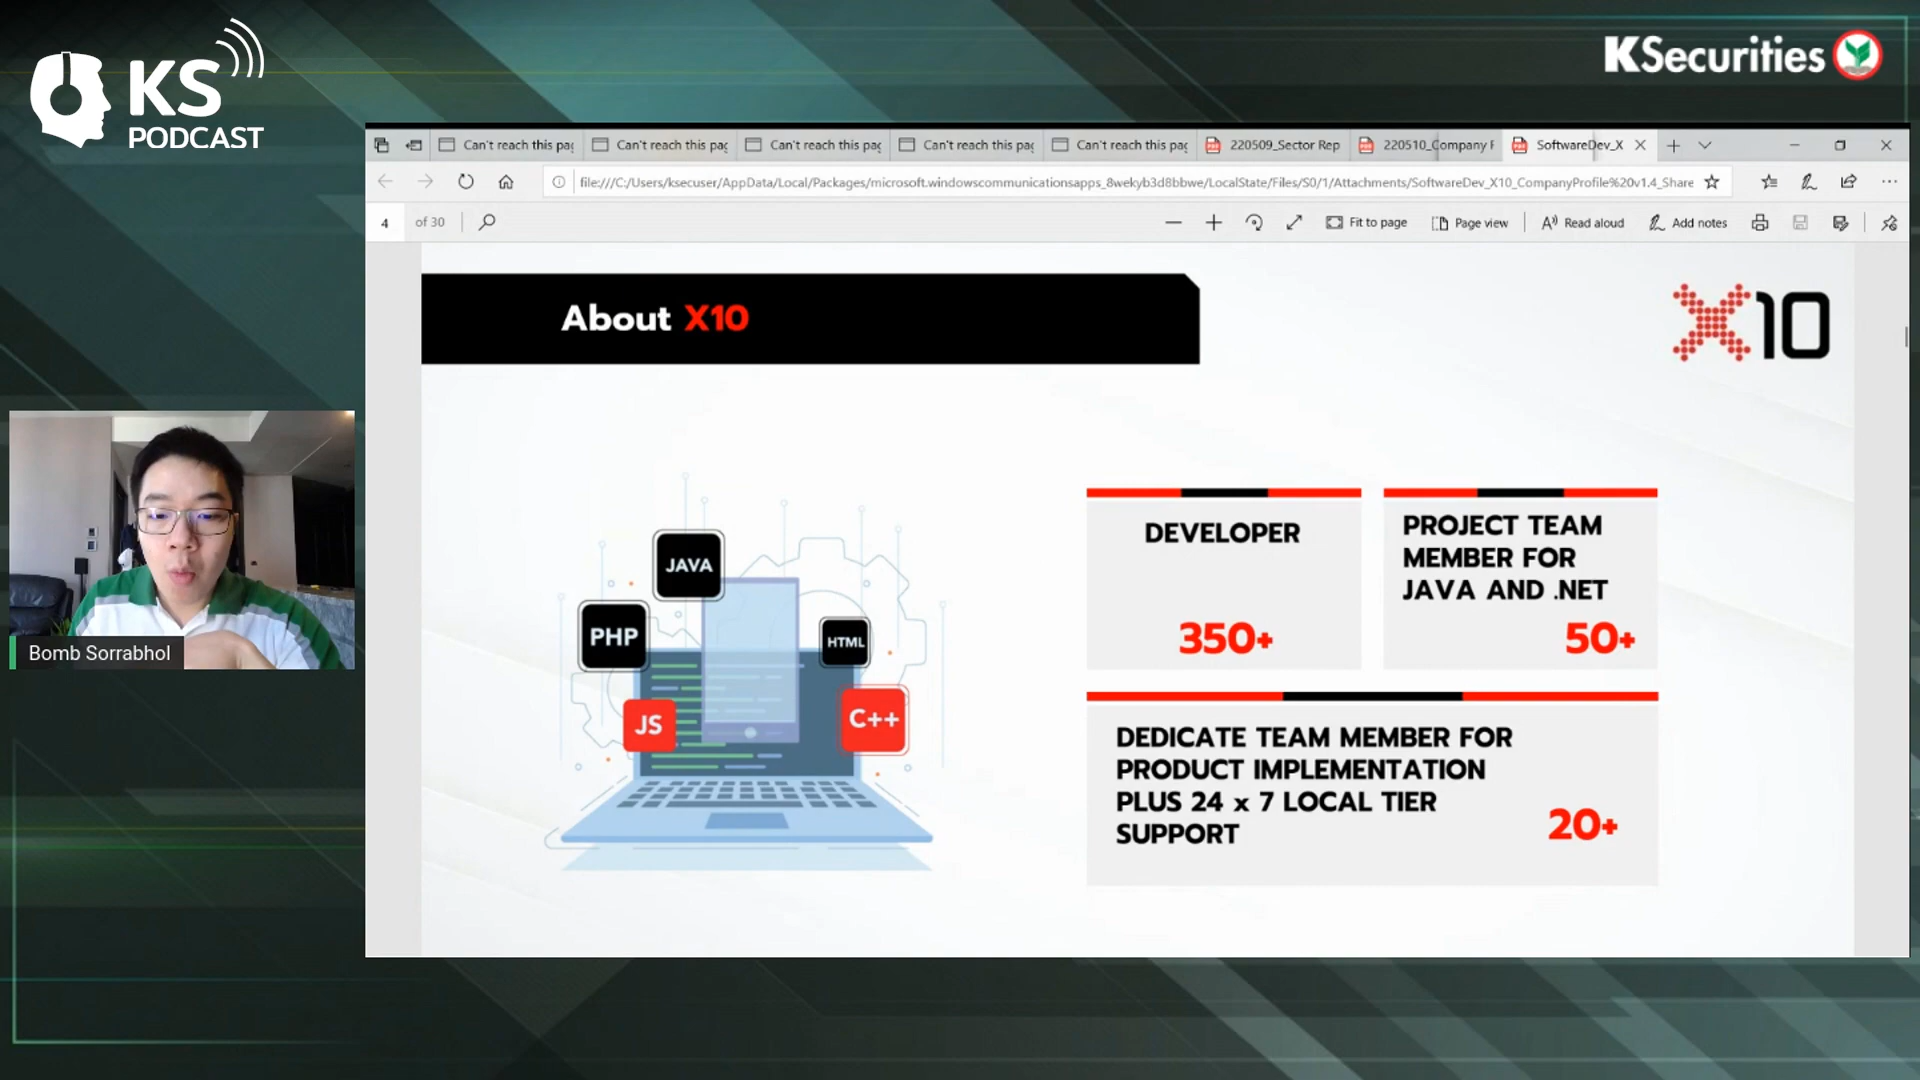 KS
PODCAST
KSecurities
Can't reach this pag
Can't reach this pag
Can't reach this pag
Can't reach this pag
Can't reach this pag
220509_Sector Rep
220510_Company F
SoftwareDev_X
file:///C:/Users/ksecuser/AppData/Local/Packages/microsoft.windowscommunicationsapps_8wekyb3d8bbwe/LocalState/Files/S0/1/Attachments/SoftwareDev_X10_CompanyProfile%20v1.4_Share
4 of 30
Fit to page
Page view
Read aloud
Add notes
About X10
X10
JAVA
PHP
HTML
JS
C++
DEVELOPER
350+
PROJECT TEAM
MEMBER FOR
JAVA AND .NET
50+
DEDICATE TEAM MEMBER FOR
PRODUCT IMPLEMENTATION
PLUS 24 x 7 LOCAL TIER
SUPPORT
20+
Bomb Sorrabhol